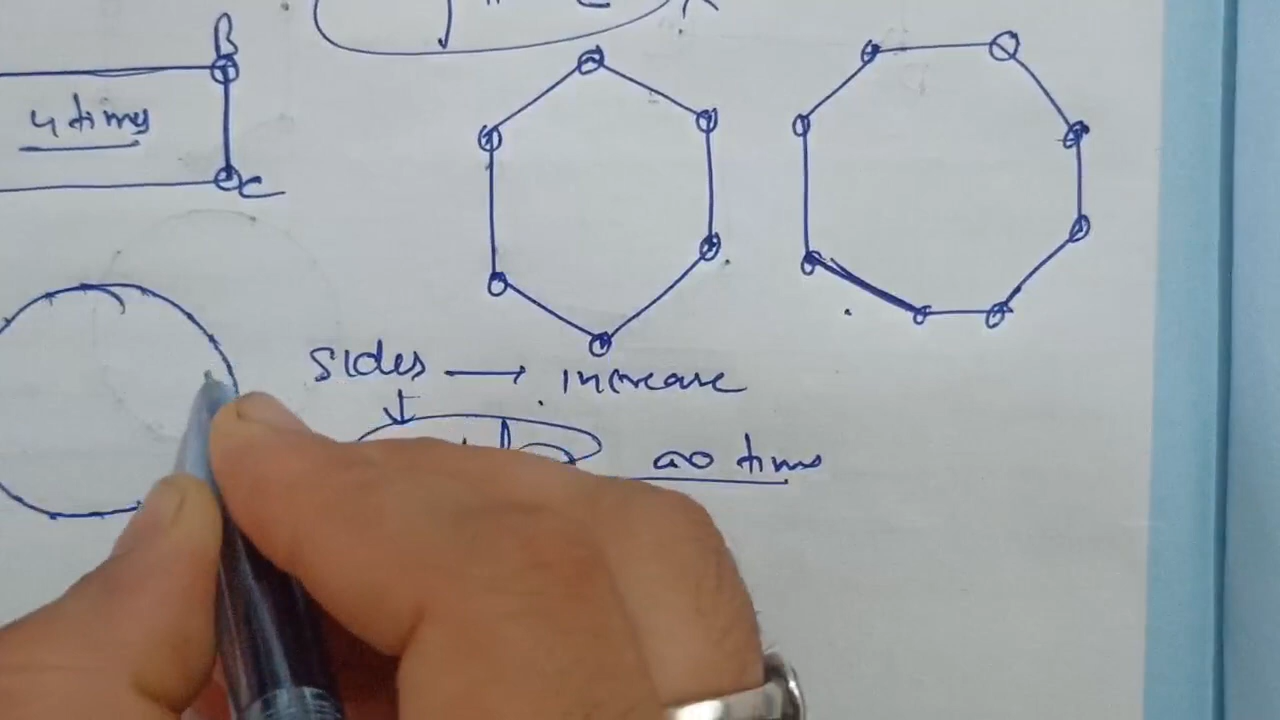 B
4 times
C
sides → increase
∞ times